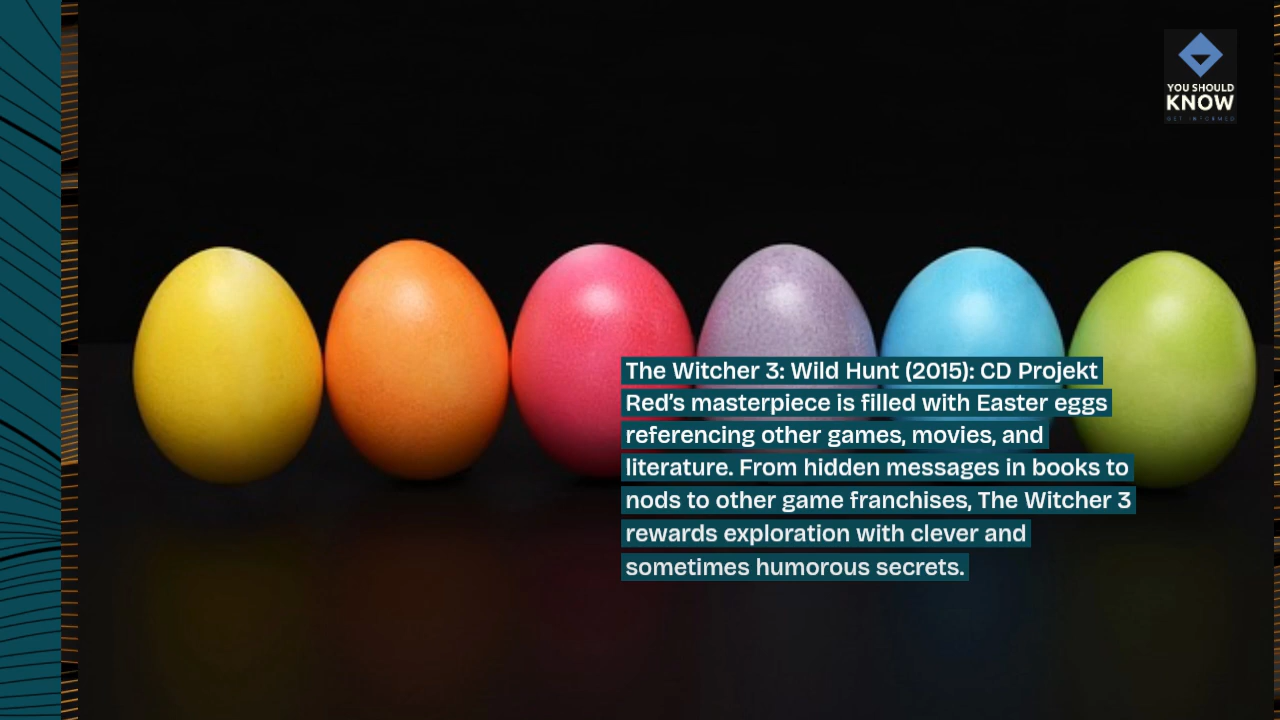 YOU SHOULD
KNOW
GET INFORMED
The Witcher 3: Wild Hunt (2015): CD Projekt
Red's masterpiece is filled with Easter eggs
referencing other games, movies, and
literature. From hidden messages in books to
nods to other game franchises, The Witcher 3
rewards exploration with clever and
sometimes humorous secrets.